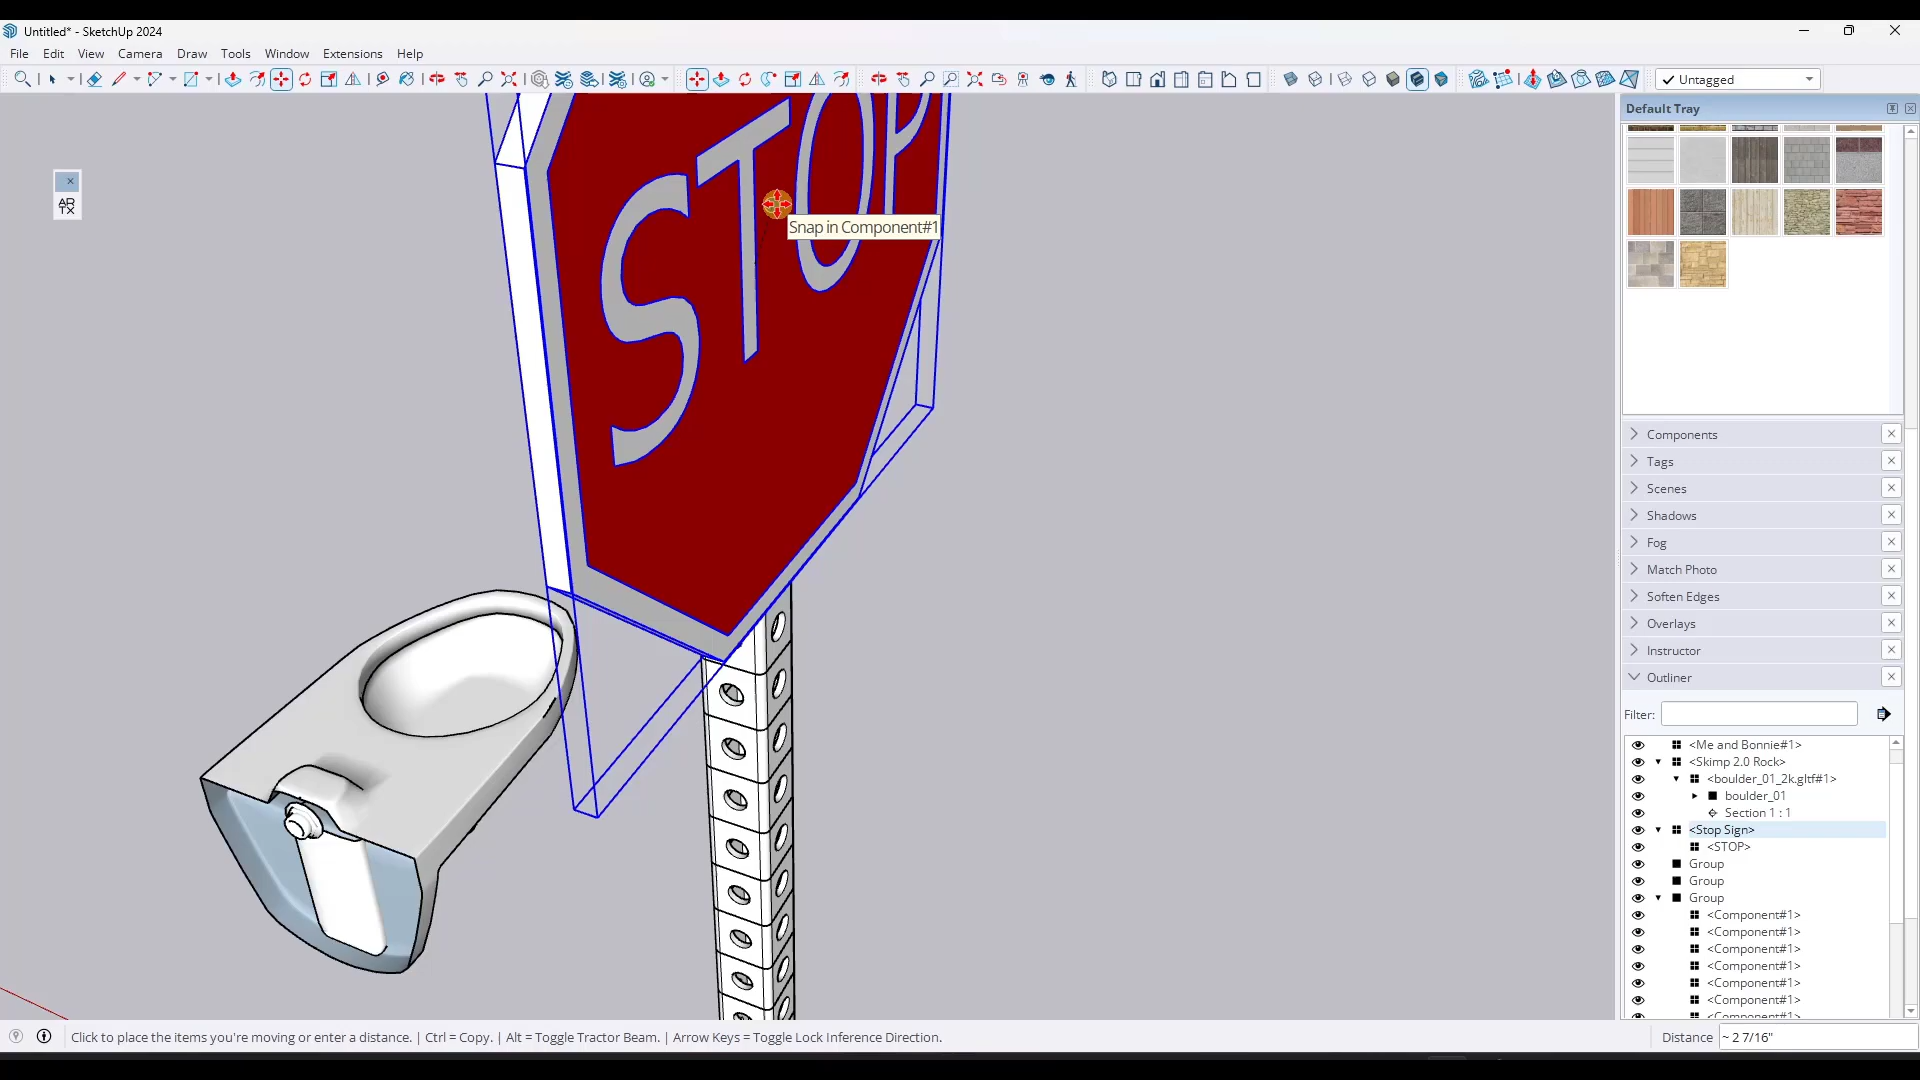 Untitled* - SketchUp 2024
File Edit View Camera Draw Tools Window Extensions Help
Untagged
Default Tray
STOP
AR
TX
Snap in Component#1
Components
Tags
Scenes
Shadows
Fog
Match Photo
Soften Edges
Overlays
Instructor
Outliner
Filter:
<Me and Bonnie#1>
<Skimp 2.0 Rock>
<boulder_01_2k.gltf#1>
boulder_01
Section 1 : 1
<Stop Sign>
<STOP>
Group
Group
Group
<Component#1>
<Component#1>
<Component#1>
<Component#1>
<Component#1>
<Component#1>
<Component#1>
Click to place the items you're moving or enter a distance. | Ctrl = Copy. | Alt = Toggle Tractor Beam. | Arrow Keys = Toggle Lock Inference Direction.
Distance ~ 2 7/16"